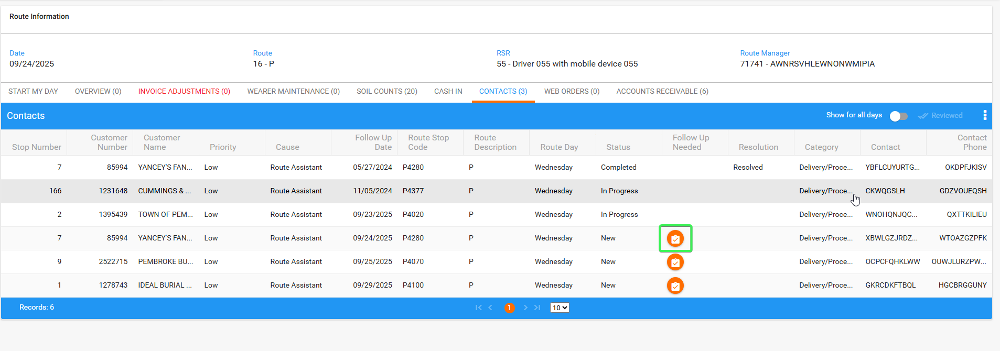 Route Information
Date Route RSR Route Manager
09/24/2025 16 - P 55 - Driver 055 with mobile device 055 71741 - AWNRSVHLEWNONWMIPIA
START MY DAY OVERVIEW (0) INVOICE ADJUSTMENTS (0) WEARER MAINTENANCE (0) SOIL COUNTS (20) CASH IN CONTACTS (3) WEB ORDERS (0) ACCOUNTS RECEIVABLE (6)
Contacts Show for all days Reviewed
Stop Number Customer Number Customer Name Priority Cause Follow Up Date Route Stop Code Route Description Route Day Status Follow Up Needed Resolution Category Contact Contact Phone
7 85994 YANCEY'S FAN... Low Route Assistant 05/27/2024 P4280 P Wednesday Completed Resolved Delivery/Proce... YBFLCUYURTG... OKDPFJKISV
166 1231648 CUMMINGS & ... Low Route Assistant 11/05/2024 P4377 P Wednesday In Progress Delivery/Proce... CKWQGSLH GDZVOUEQSH
2 1395439 TOWN OF PEM... Low Route Assistant 09/23/2025 P4020 P Wednesday In Progress Delivery/Proce... WNOHQNJQC... QXTTKILIEU
7 85994 YANCEY'S FAN... Low Route Assistant 09/24/2025 P4280 P Wednesday New Delivery/Proce... XBWLGZJRDZ... WTOAZGZPFK
9 2522715 PEMBROKE BU... Low Route Assistant 09/25/2025 P4070 P Wednesday New Delivery/Proce... OCPCFQHKLWW OUWJLURZPW...
1 1278743 IDEAL BURIAL ... Low Route Assistant 09/29/2025 P4100 P Wednesday New Delivery/Proce... GKRCDKFTBQL HGCBRGGUNY
Records: 6 1 10